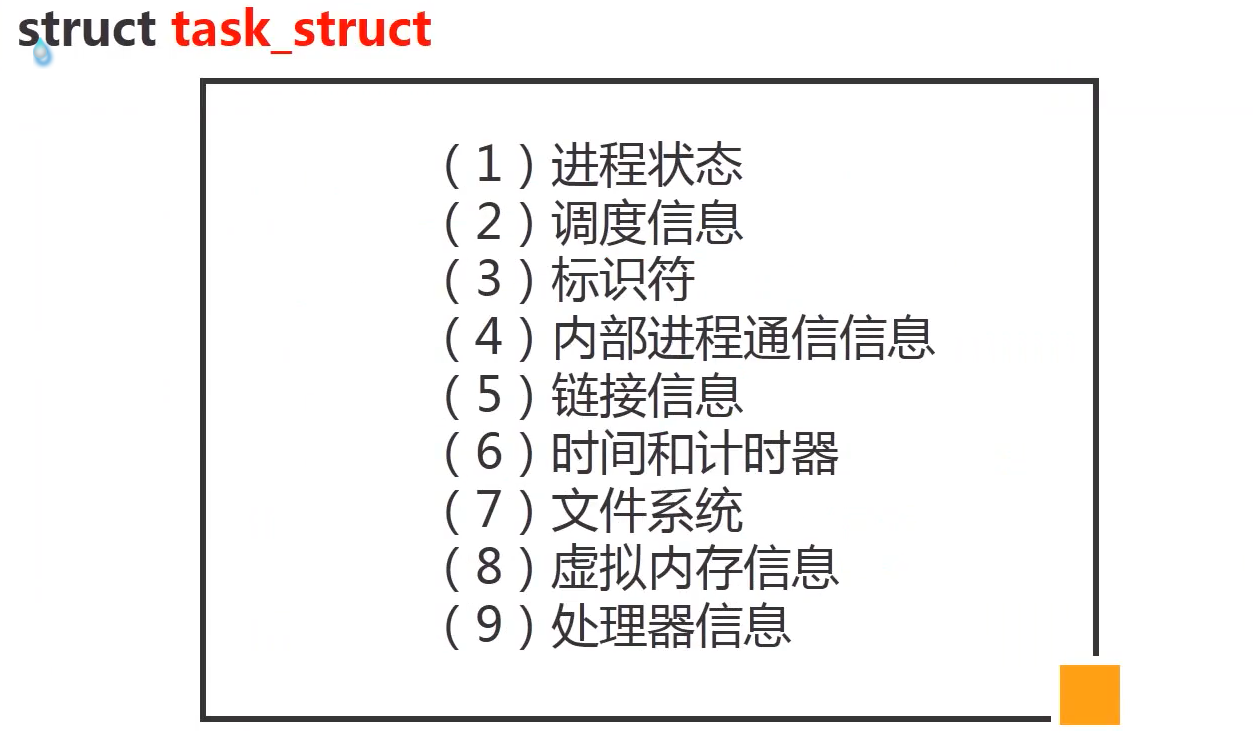 struct task_struct
（1）进程状态
（2）调度信息
（3）标识符
（4）内部进程通信信息
（5）链接信息
（6）时间和计时器
（7）文件系统
（8）虚拟内存信息
（9）处理器信息